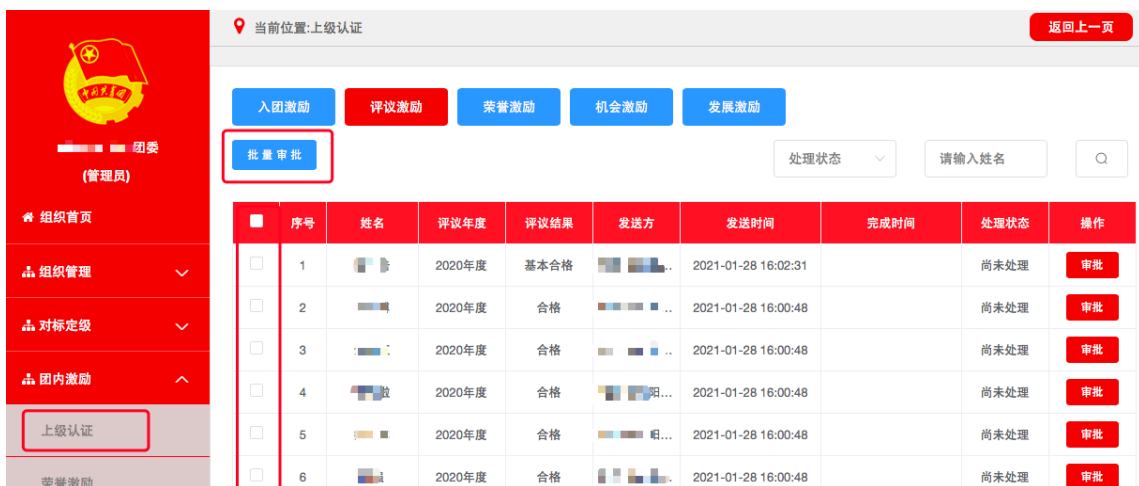 当前位置:上级认证
返回上一页
中国共青团
团委
(管理员)
组织首页
组织管理
对标定级
团内激励
上级认证
荣誉激励
入团激励 评议激励 荣誉激励 机会激励 发展激励
批量审批 处理状态 请输入姓名
序号 姓名 评议年度 评议结果 发送方 发送时间 完成时间 处理状态 操作
1 2020年度 基本合格 .. 2021-01-28 16:02:31 尚未处理 审批
2 2020年度 合格 .. 2021-01-28 16:00:48 尚未处理 审批
3 2020年度 合格 .. 2021-01-28 16:00:48 尚未处理 审批
4 2020年度 合格 阳... 2021-01-28 16:00:48 尚未处理 审批
5 2020年度 合格 ... 2021-01-28 16:00:48 尚未处理 审批
6 2020年度 合格 2021-01-28 16:00:48 尚未处理 审批